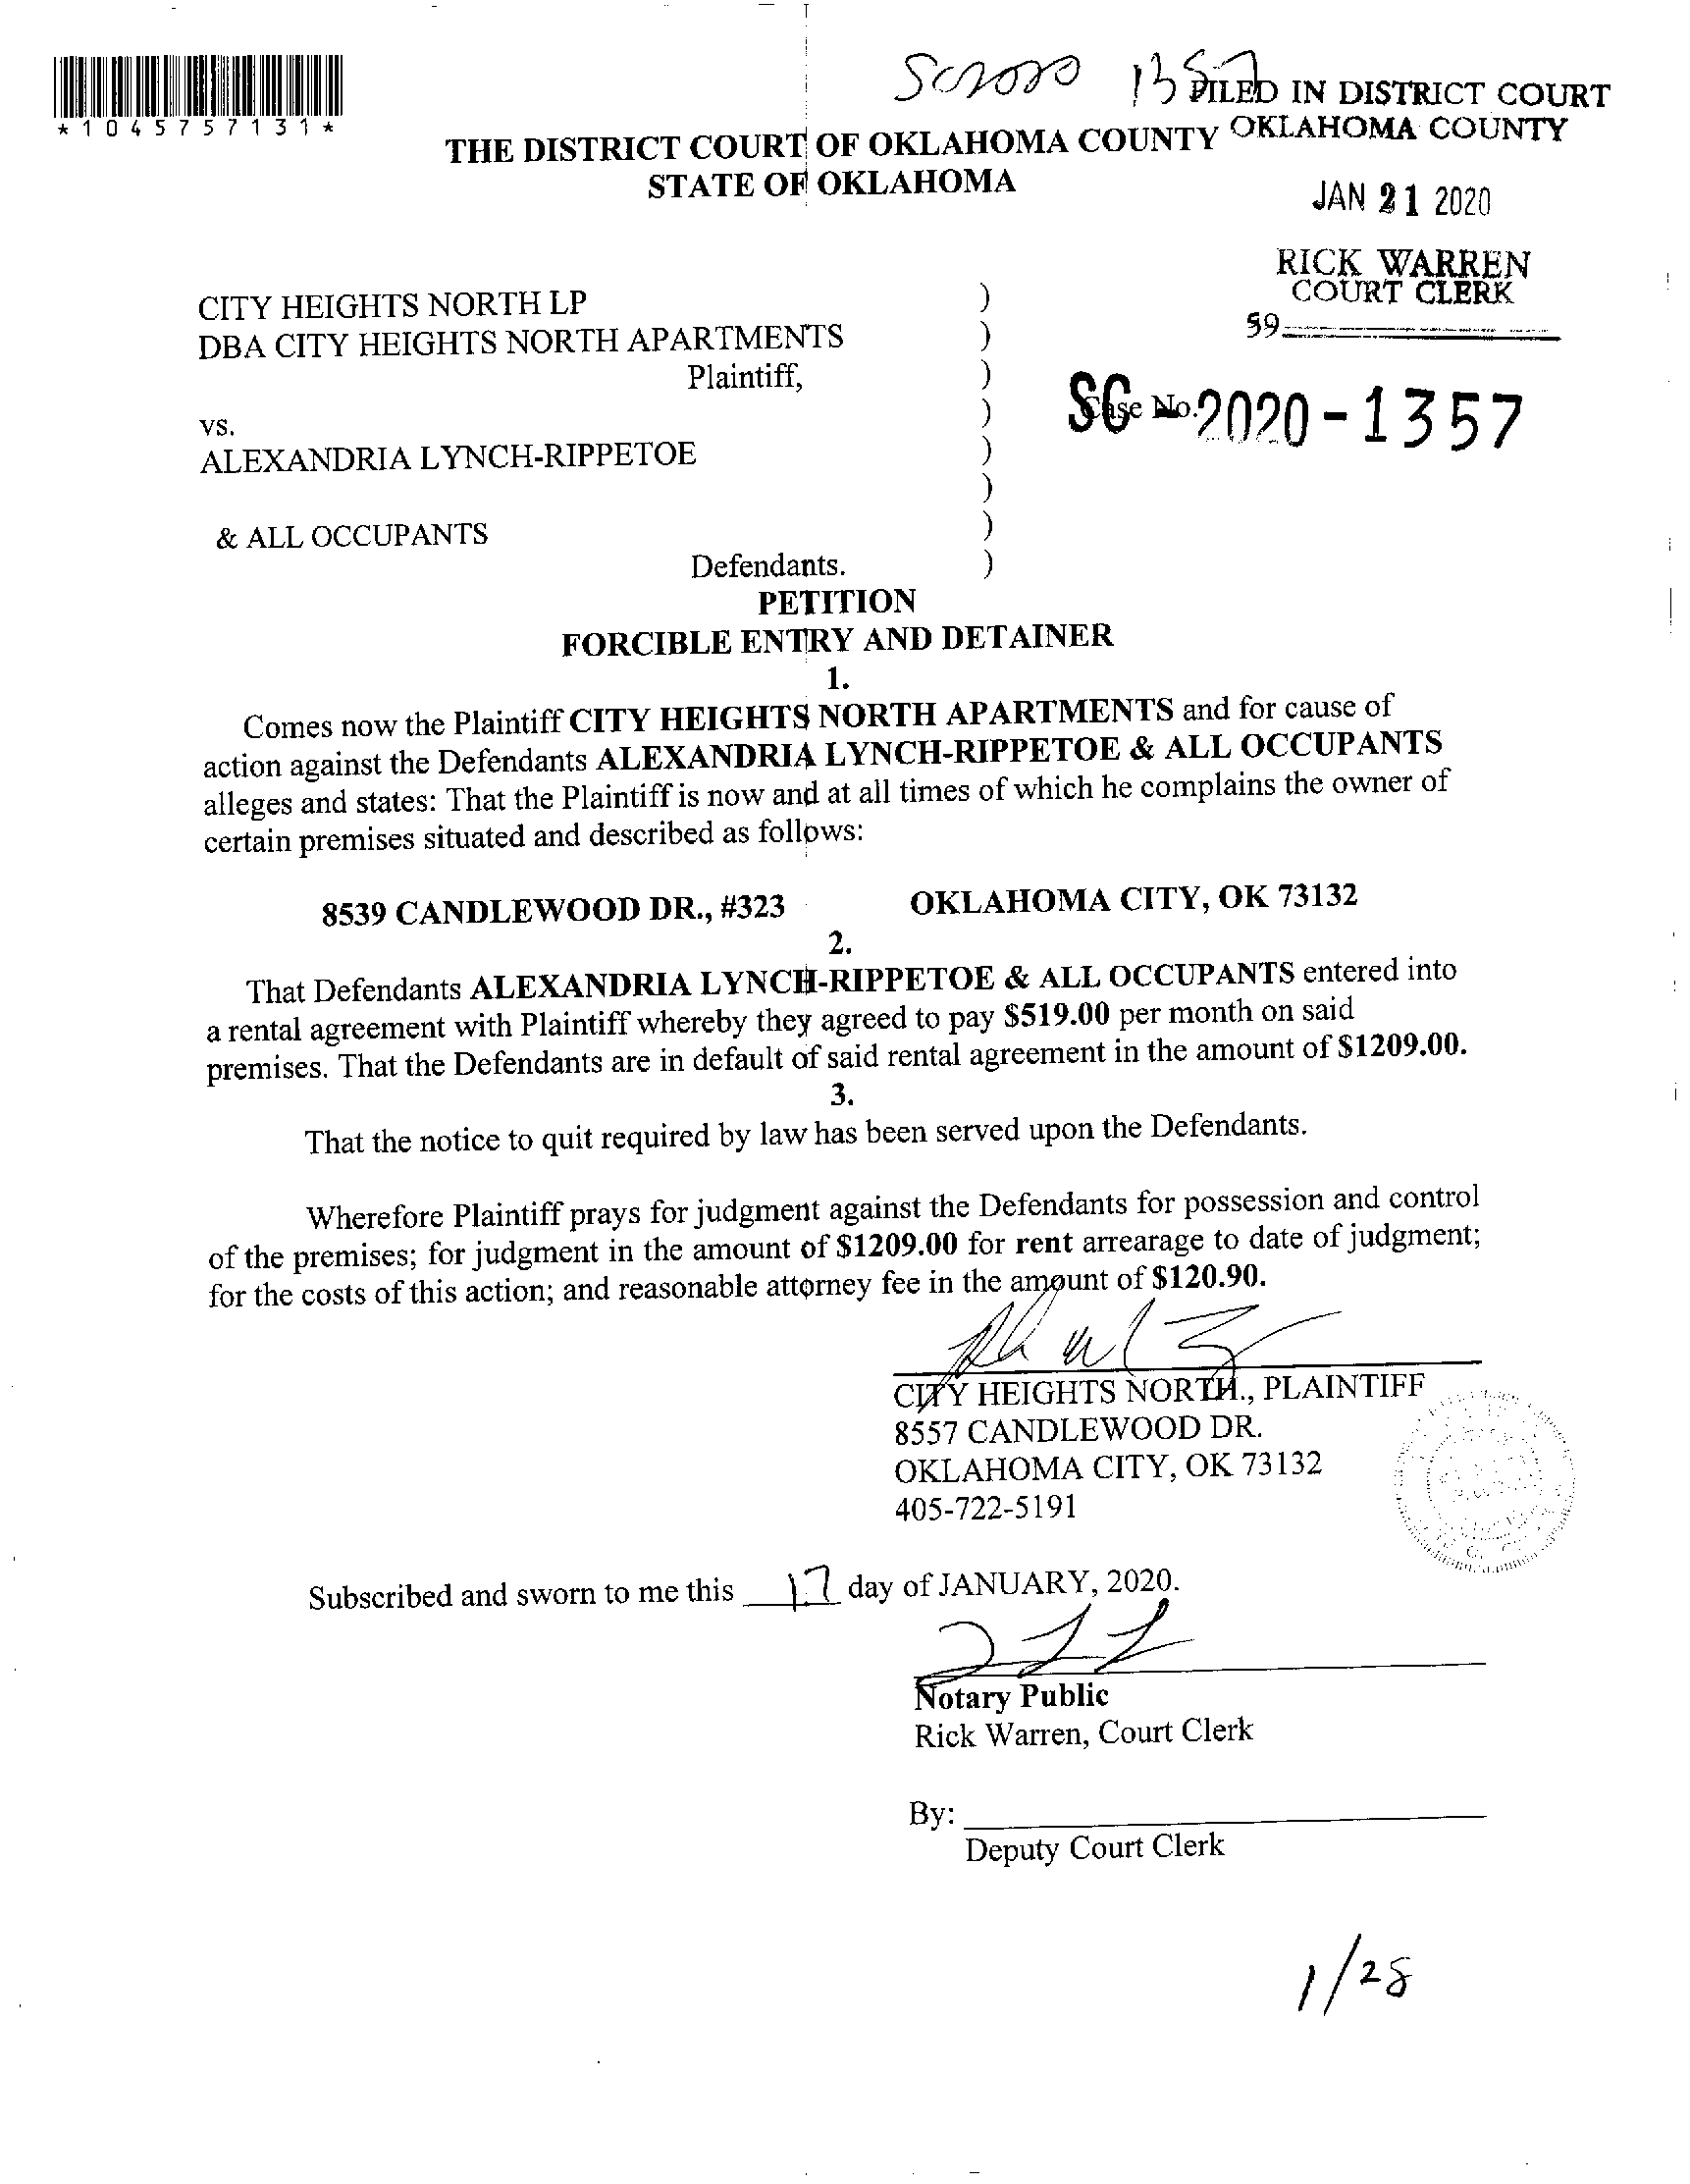 SC2020 1357
FILED IN DISTRICT COURT
OKLAHOMA COUNTY
*1045757131*
THE DISTRICT COURT OF OKLAHOMA COUNTY
STATE OF OKLAHOMA
JAN 21 2020
RICK WARREN
COURT CLERK
39
CITY HEIGHTS NORTH LP )
DBA CITY HEIGHTS NORTH APARTMENTS )
Plaintiff, )
vs. )
ALEXANDRIA LYNCH-RIPPETOE )
)
& ALL OCCUPANTS )
Defendants. )
Case No.
SC - 2020 - 1357
PETITION
FORCIBLE ENTRY AND DETAINER
1.
Comes now the Plaintiff CITY HEIGHTS NORTH APARTMENTS and for cause of
action against the Defendants ALEXANDRIA LYNCH-RIPPETOE & ALL OCCUPANTS
alleges and states: That the Plaintiff is now and at all times of which he complains the owner of
certain premises situated and described as follows:
8539 CANDLEWOOD DR., #323 OKLAHOMA CITY, OK 73132
2.
That Defendants ALEXANDRIA LYNCH-RIPPETOE & ALL OCCUPANTS entered into
a rental agreement with Plaintiff whereby they agreed to pay $519.00 per month on said
premises. That the Defendants are in default of said rental agreement in the amount of $1209.00.
3.
That the notice to quit required by law has been served upon the Defendants.
Wherefore Plaintiff prays for judgment against the Defendants for possession and control
of the premises; for judgment in the amount of $1209.00 for rent arrearage to date of judgment;
for the costs of this action; and reasonable attorney fee in the amount of $120.90.
CITY HEIGHTS NORTH., PLAINTIFF
8557 CANDLEWOOD DR.
OKLAHOMA CITY, OK 73132
405-722-5191
Subscribed and sworn to me this 17 day of JANUARY, 2020.
Notary Public
Rick Warren, Court Clerk
By:
Deputy Court Clerk
1/28